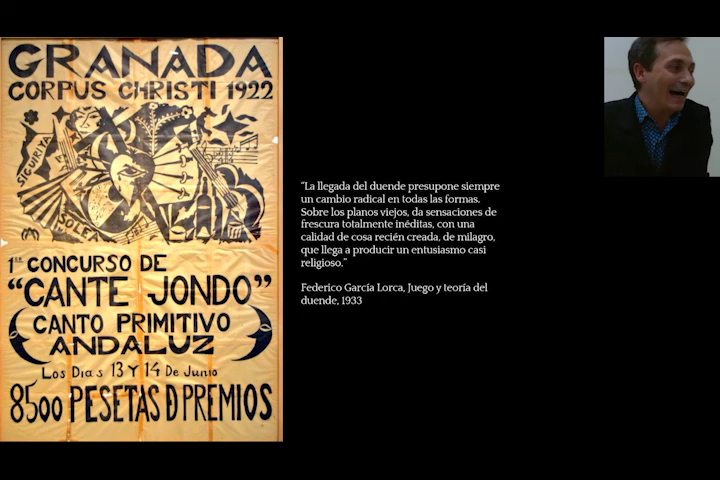 GRANADA
CORPUS CHRISTI 1922
SIGUIRIYA
SOLEA
1ER CONCURSO DE
"CANTE JONDO"
CANTO PRIMITIVO
ANDALUZ
Los Dias 13 Y 14 De Junio
8500 PESETAS D PREMIOS
"La llegada del duende presupone siempre
un cambio radical en todas las formas.
Sobre los planos viejos, da sensaciones de
frescura totalmente inéditas, con una
calidad de cosa recién creada, de milagro,
que llega a producir un entusiasmo casi
religioso."
Federico García Lorca, Juego y teoría del
duende, 1933